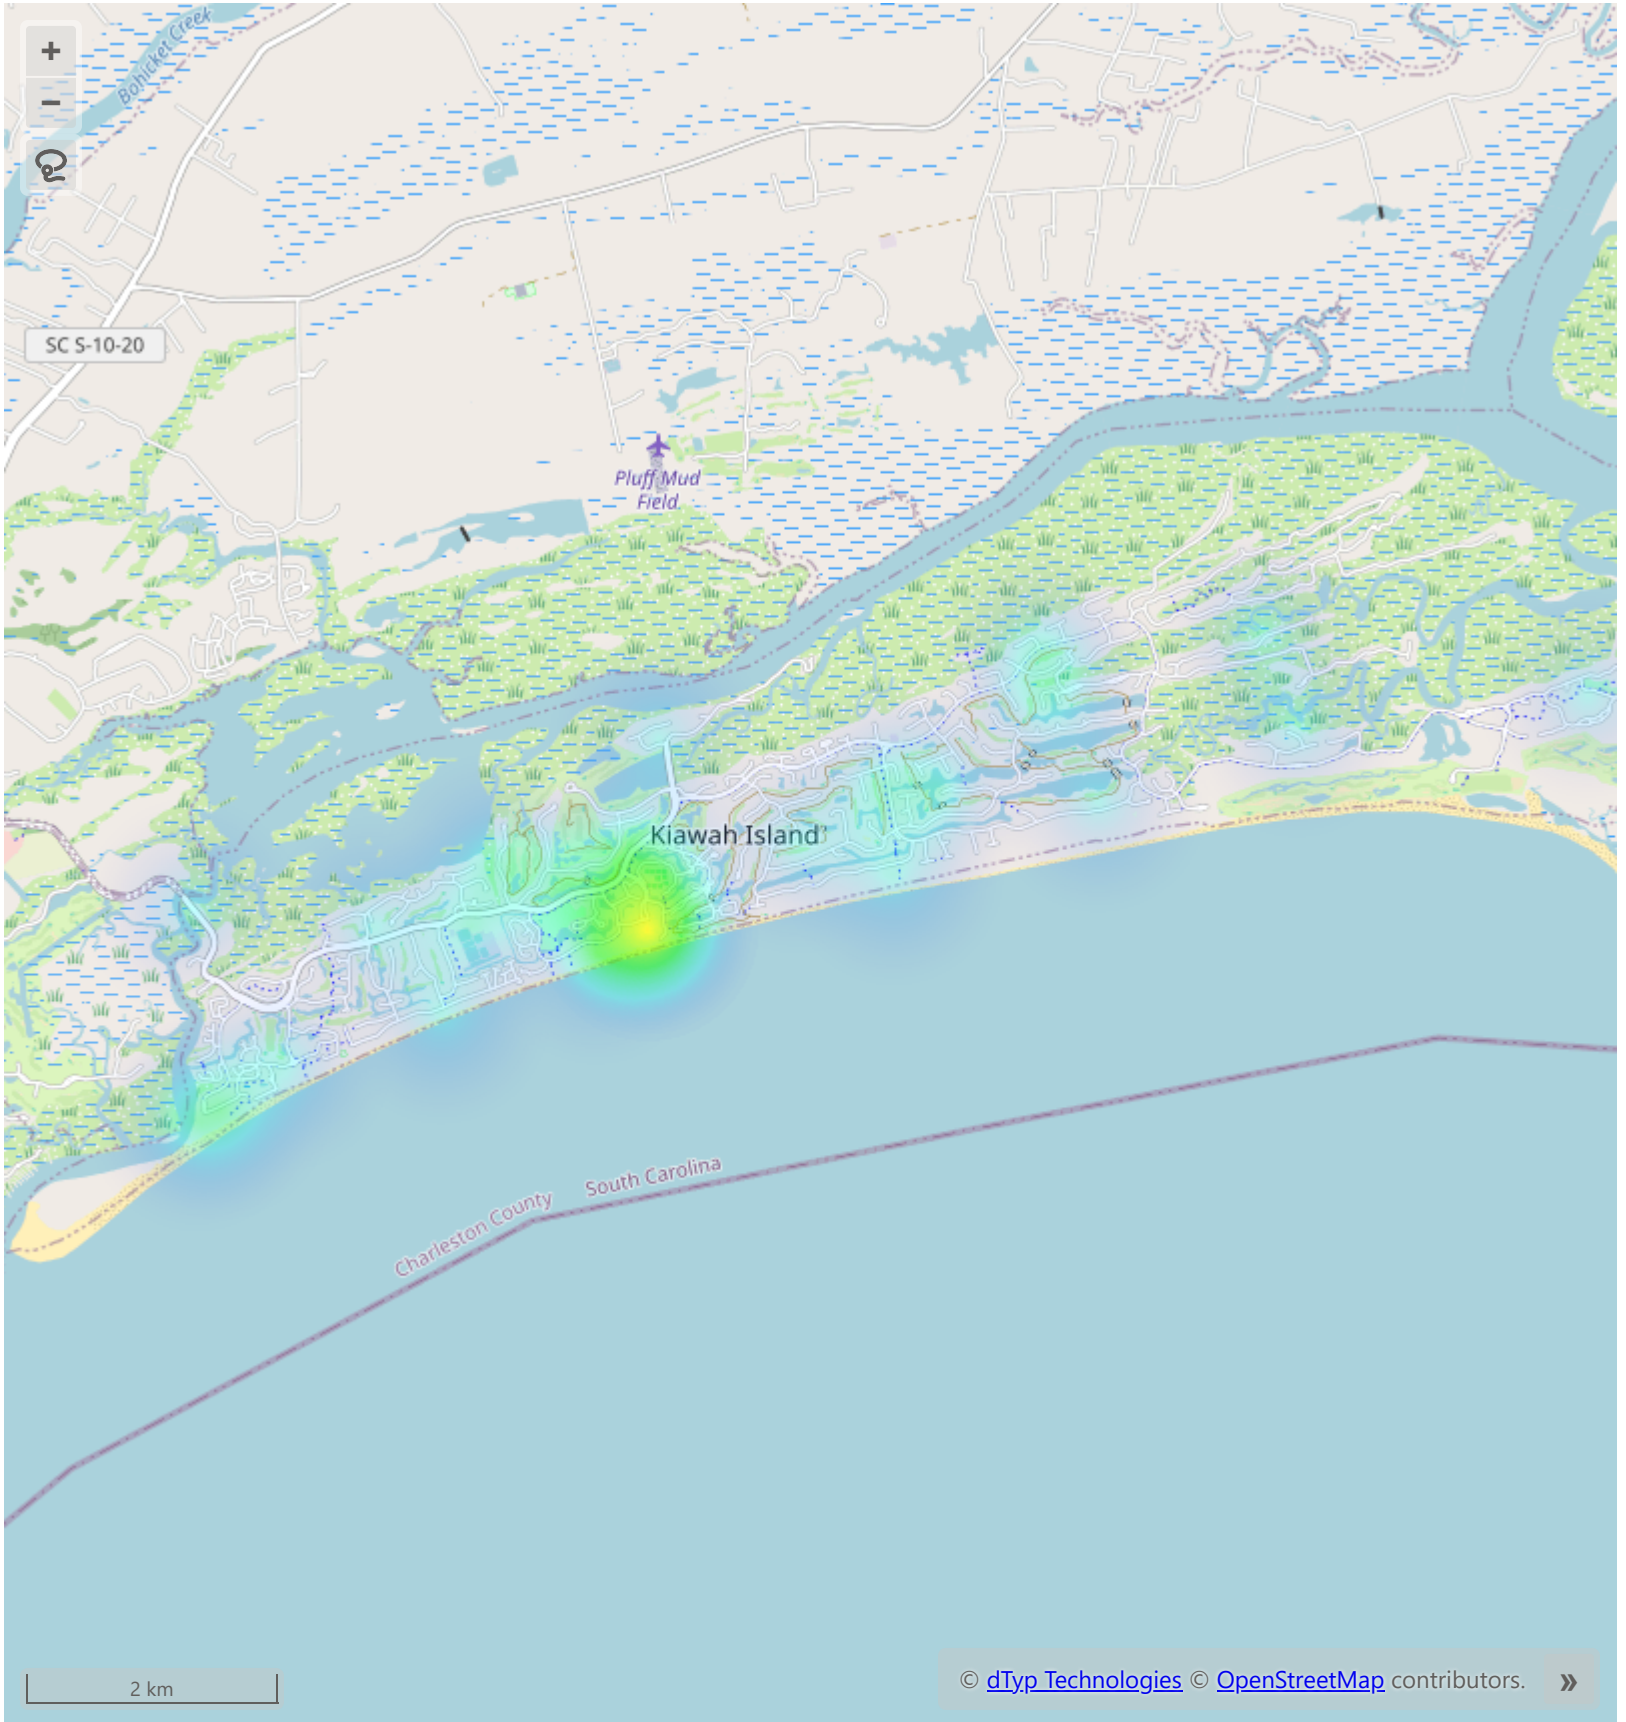 Bohicket Creek
+
−
SC S-10-20
Pluff Mud
Field
Kiawah Island
Charleston County
South Carolina
2 km
© dTyp Technologies © OpenStreetMap contributors. »